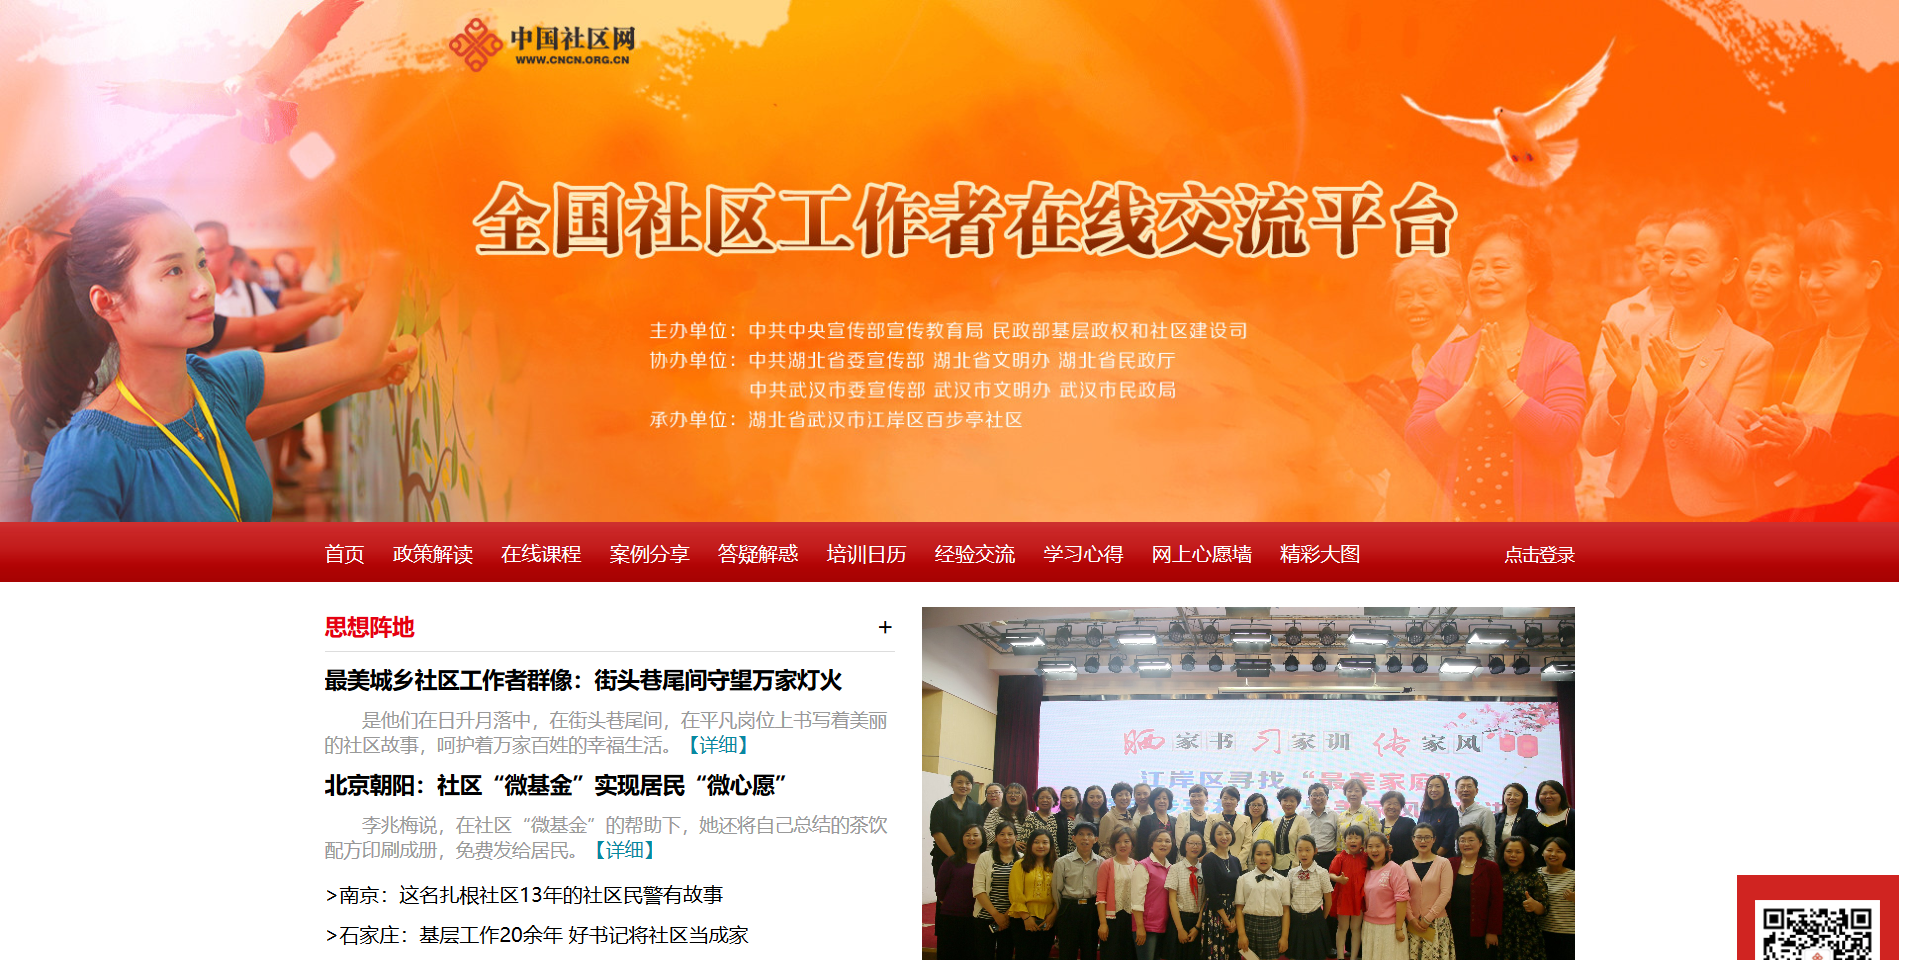 中国社区网
WWW.CNCN.ORG.CN
全国社区工作者在线交流平台
主办单位：中共中央宣传部宣传教育局 民政部基层政权和社区建设司
协办单位：中共湖北省委宣传部 湖北省文明办 湖北省民政厅
中共武汉市委宣传部 武汉市文明办 武汉市民政局
承办单位：湖北省武汉市江岸区百步亭社区
首页 政策解读 在线课程 案例分享 答疑解惑 培训日历 经验交流 学习心得 网上心愿墙 精彩大图 点击登录
思想阵地 +
最美城乡社区工作者群像：街头巷尾间守望万家灯火
是他们在日升月落中，在街头巷尾间，在平凡岗位上书写着美丽
的社区故事，呵护着万家百姓的幸福生活。【详细】
北京朝阳：社区“微基金”实现居民“微心愿”
李兆梅说，在社区“微基金”的帮助下，她还将自己总结的茶饮
配方印刷成册，免费发给居民。【详细】
>南京：这名扎根社区13年的社区民警有故事
>石家庄：基层工作20余年 好书记将社区当成家
晒家书 习家训 传家风
江岸区寻找“最美家庭”